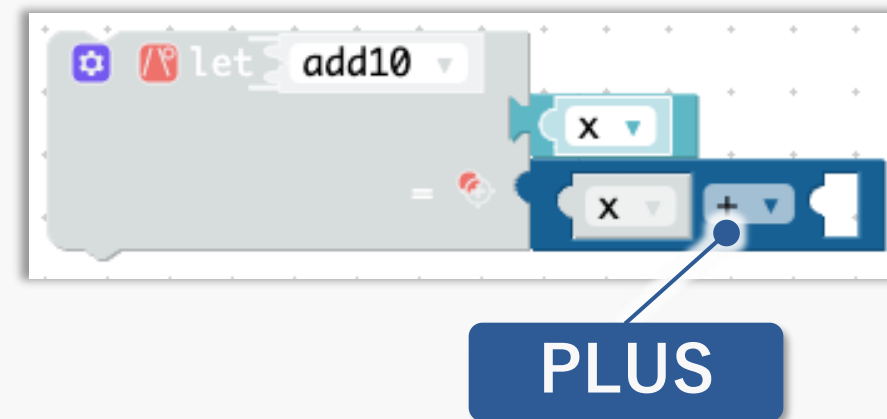 let add10 ▼
x ▼
= x ▼ + ▼
PLUS